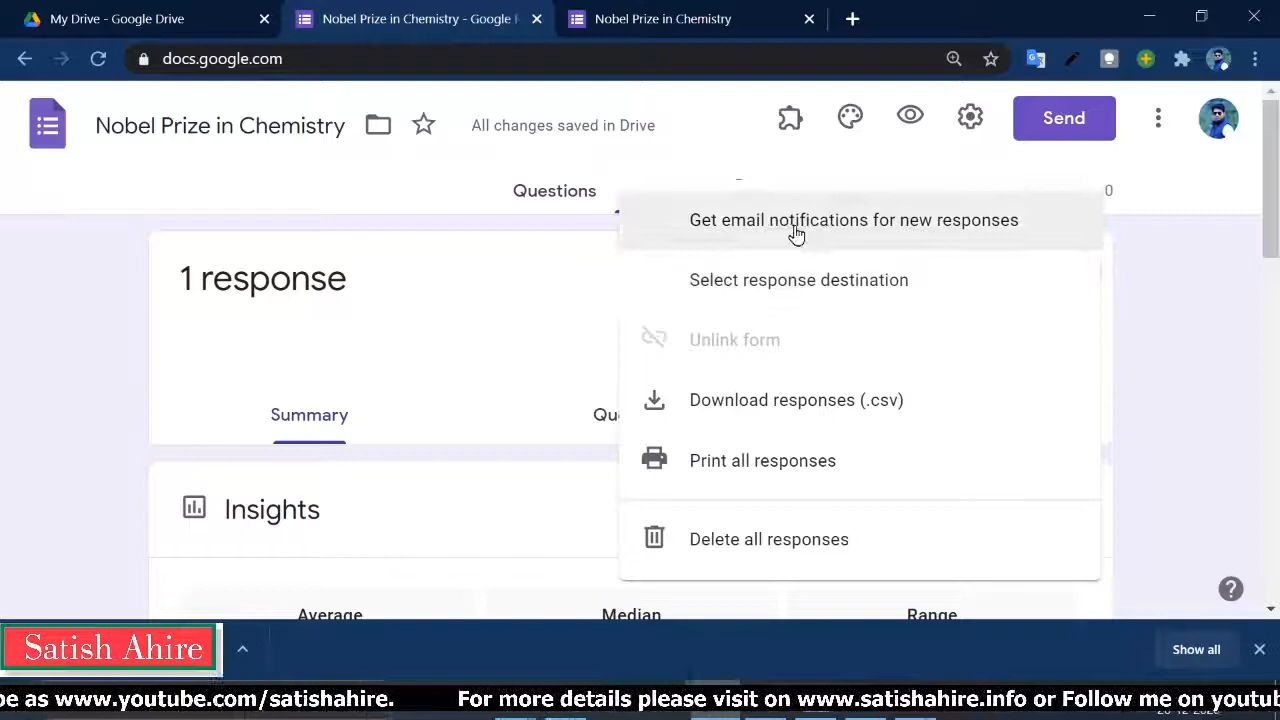 My Drive - Google Drive
Nobel Prize in Chemistry - Google F
Nobel Prize in Chemistry
docs.google.com
Nobel Prize in Chemistry
All changes saved in Drive
Send
Questions
0
Get email notifications for new responses
1 response
Select response destination
Unlink form
Download responses (.csv)
Summary
Qu
Print all responses
Insights
Delete all responses
Average
Median
Range
Satish Ahire
Show all
be as www.youtube.com/satishahire.
For more details please visit on www.satishahire.info or Follow me on youtu